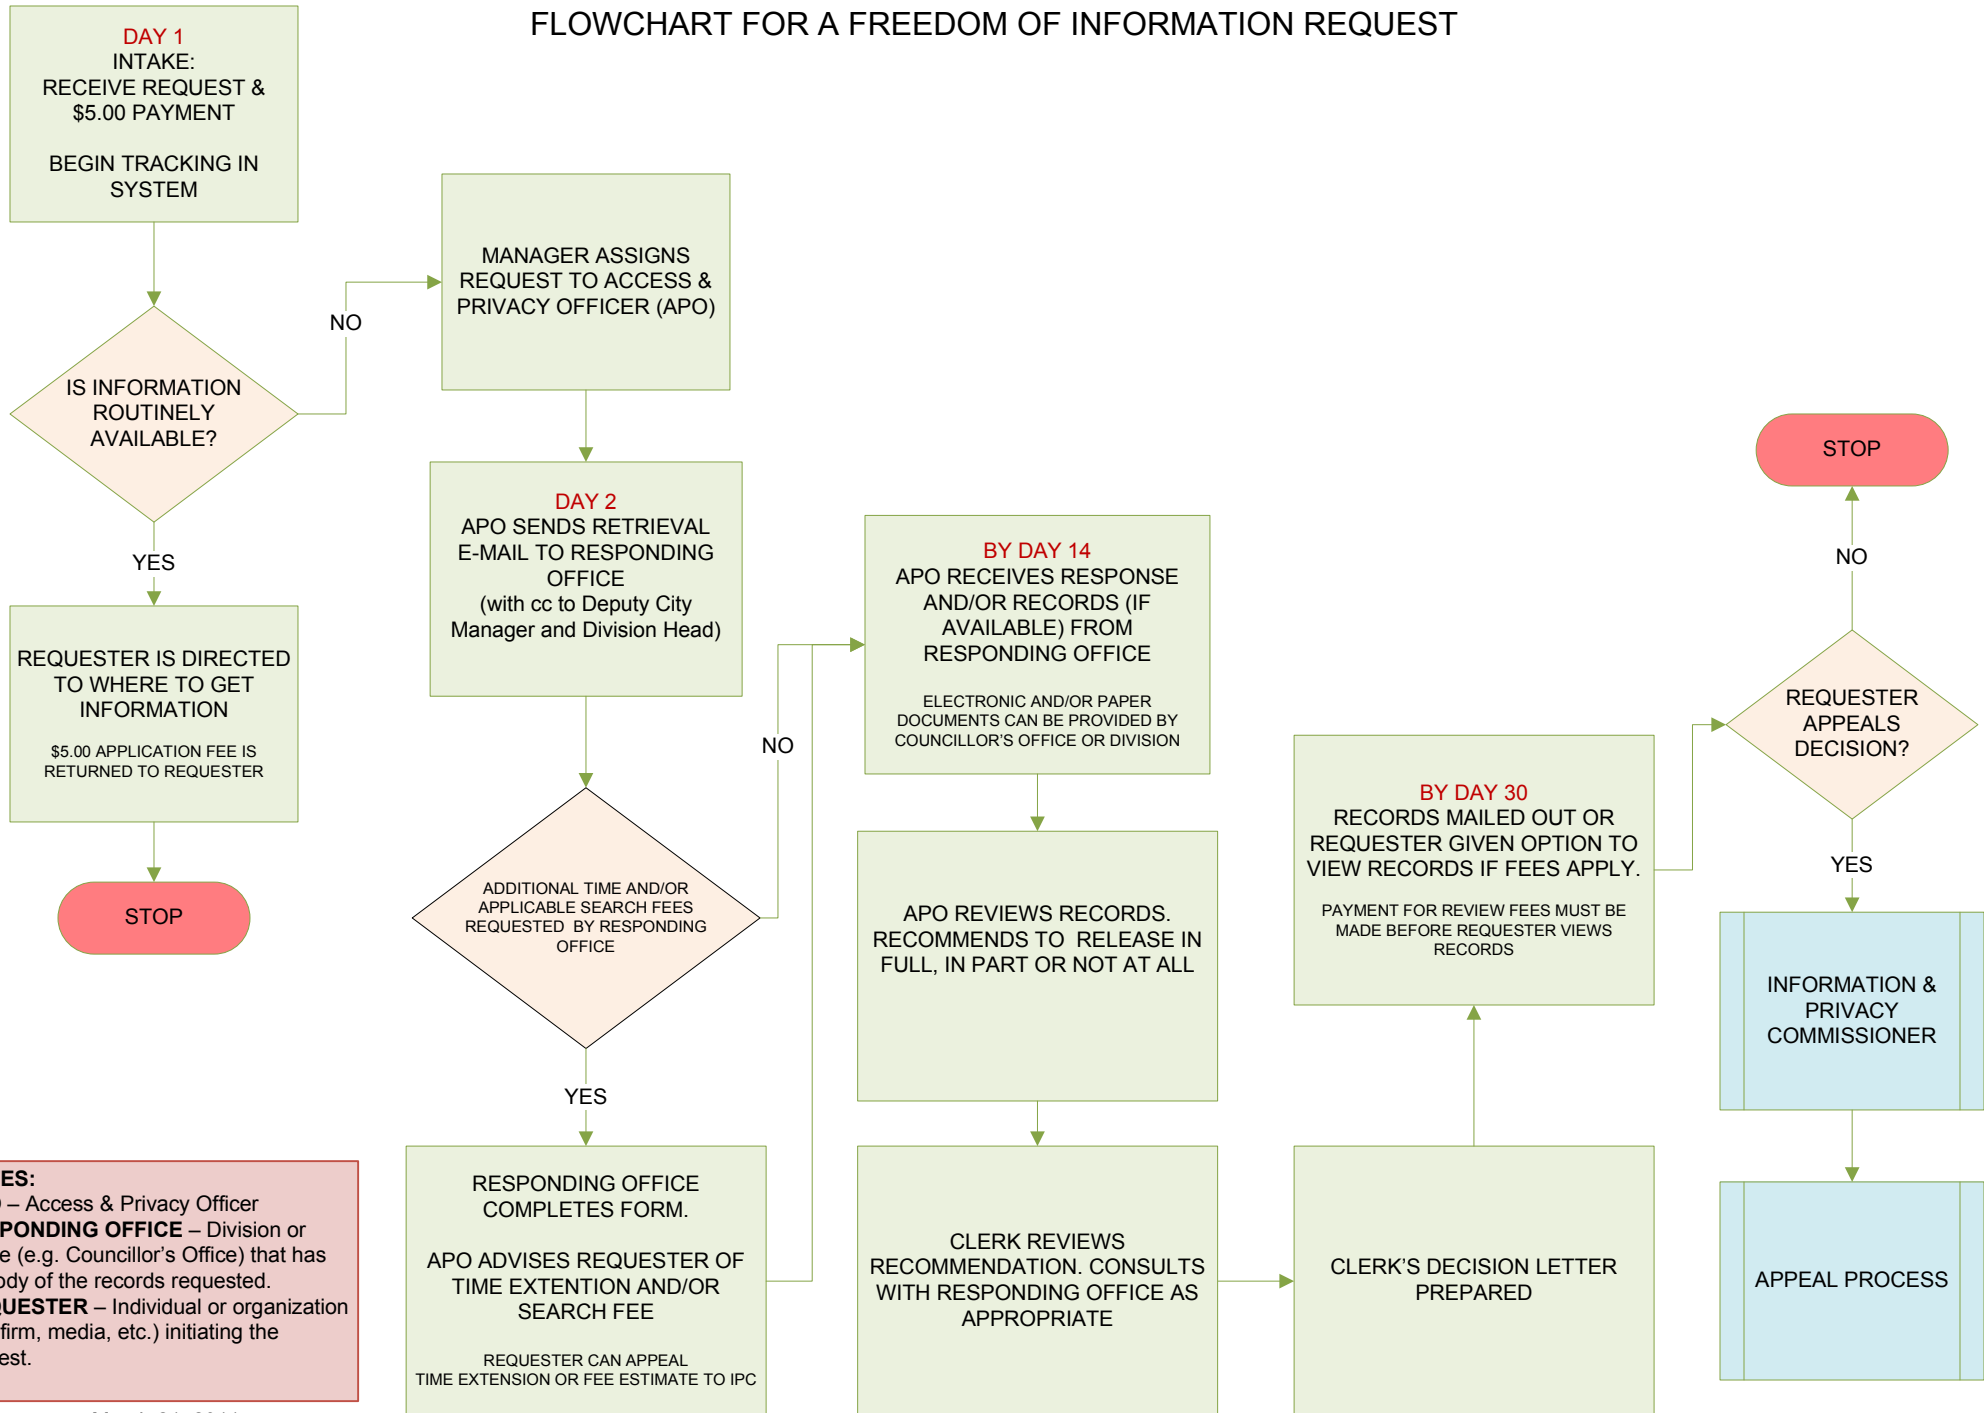 FLOWCHART FOR A FREEDOM OF INFORMATION REQUEST
DAY 1
INTAKE:
RECEIVE REQUEST &
$5.00 PAYMENT
BEGIN TRACKING IN
SYSTEM
IS INFORMATION
ROUTINELY
AVAILABLE?
NO
YES
REQUESTER IS DIRECTED
TO WHERE TO GET
INFORMATION
$5.00 APPLICATION FEE IS
RETURNED TO REQUESTER
STOP
MANAGER ASSIGNS
REQUEST TO ACCESS &
PRIVACY OFFICER (APO)
DAY 2
APO SENDS RETRIEVAL
E-MAIL TO RESPONDING
OFFICE
(with cc to Deputy City
Manager and Division Head)
ADDITIONAL TIME AND/OR
APPLICABLE SEARCH FEES
REQUESTED BY RESPONDING
OFFICE
NO
YES
RESPONDING OFFICE
COMPLETES FORM.
APO ADVISES REQUESTER OF
TIME EXTENTION AND/OR
SEARCH FEE
REQUESTER CAN APPEAL
TIME EXTENSION OR FEE ESTIMATE TO IPC
BY DAY 14
APO RECEIVES RESPONSE
AND/OR RECORDS (IF
AVAILABLE) FROM
RESPONDING OFFICE
ELECTRONIC AND/OR PAPER
DOCUMENTS CAN BE PROVIDED BY
COUNCILLOR'S OFFICE OR DIVISION
APO REVIEWS RECORDS.
RECOMMENDS TO RELEASE IN
FULL, IN PART OR NOT AT ALL
CLERK REVIEWS
RECOMMENDATION. CONSULTS
WITH RESPONDING OFFICE AS
APPROPRIATE
CLERK'S DECISION LETTER
PREPARED
BY DAY 30
RECORDS MAILED OUT OR
REQUESTER GIVEN OPTION TO
VIEW RECORDS IF FEES APPLY.
PAYMENT FOR REVIEW FEES MUST BE
MADE BEFORE REQUESTER VIEWS
RECORDS
REQUESTER
APPEALS
DECISION?
NO
STOP
YES
INFORMATION &
PRIVACY
COMMISSIONER
APPEAL PROCESS
ES:
– Access & Privacy Officer
PONDING OFFICE – Division or
e (e.g. Councillor's Office) that has
ody of the records requested.
QUESTER – Individual or organization
firm, media, etc.) initiating the
est.